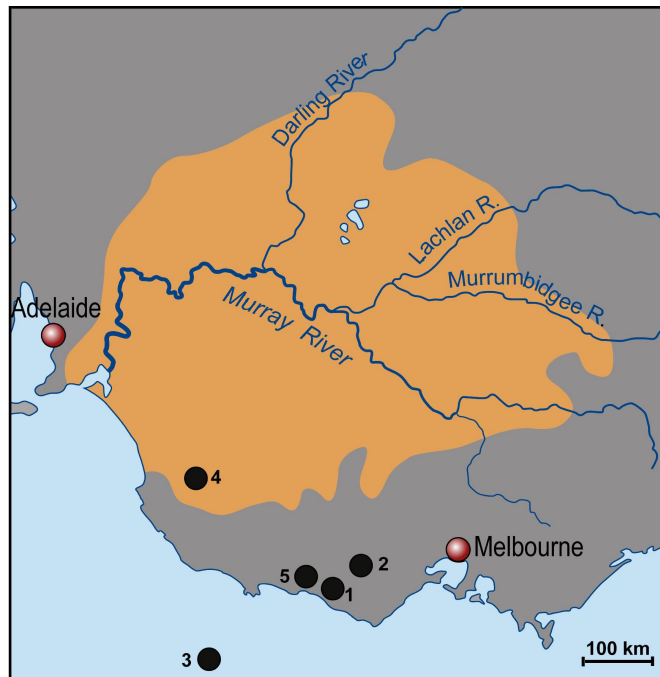 Darling River
Lachlan R.
Murrumbidgee R.
Adelaide
Murray River
4
Melbourne
2
5
1
3
100 km